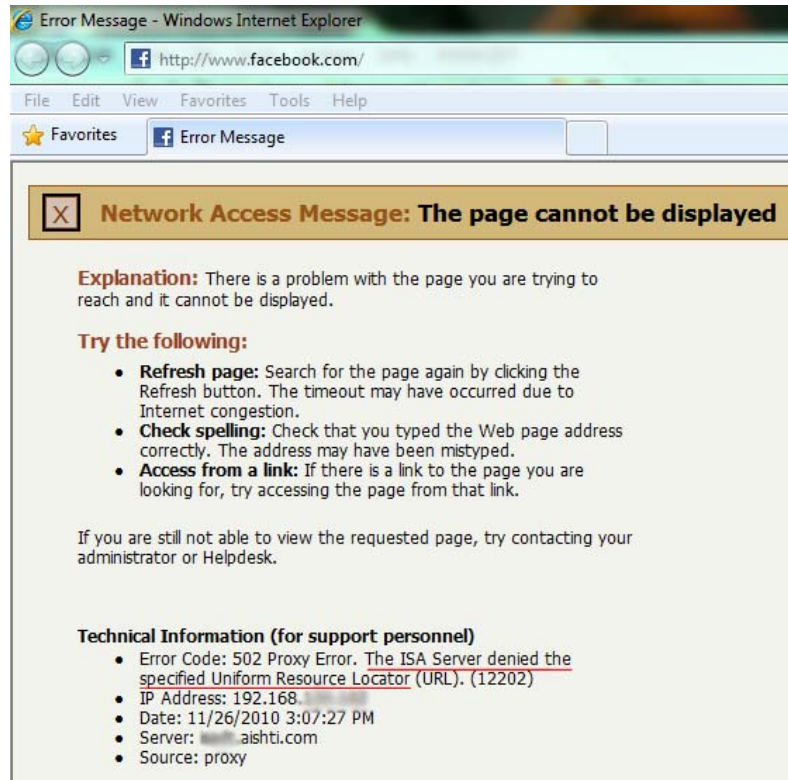 Error Message - Windows Internet Explorer
http://www.facebook.com/
File Edit View Favorites Tools Help
Favorites Error Message
X Network Access Message: The page cannot be displayed
Explanation: There is a problem with the page you are trying to
reach and it cannot be displayed.
Try the following:
• Refresh page: Search for the page again by clicking the
Refresh button. The timeout may have occurred due to
Internet congestion.
• Check spelling: Check that you typed the Web page address
correctly. The address may have been mistyped.
• Access from a link: If there is a link to the page you are
looking for, try accessing the page from that link.
If you are still not able to view the requested page, try contacting your
administrator or Helpdesk.
Technical Information (for support personnel)
• Error Code: 502 Proxy Error. The ISA Server denied the
specified Uniform Resource Locator (URL). (12202)
• IP Address: 192.168.
• Date: 11/26/2010 3:07:27 PM
• Server: .aishti.com
• Source: proxy